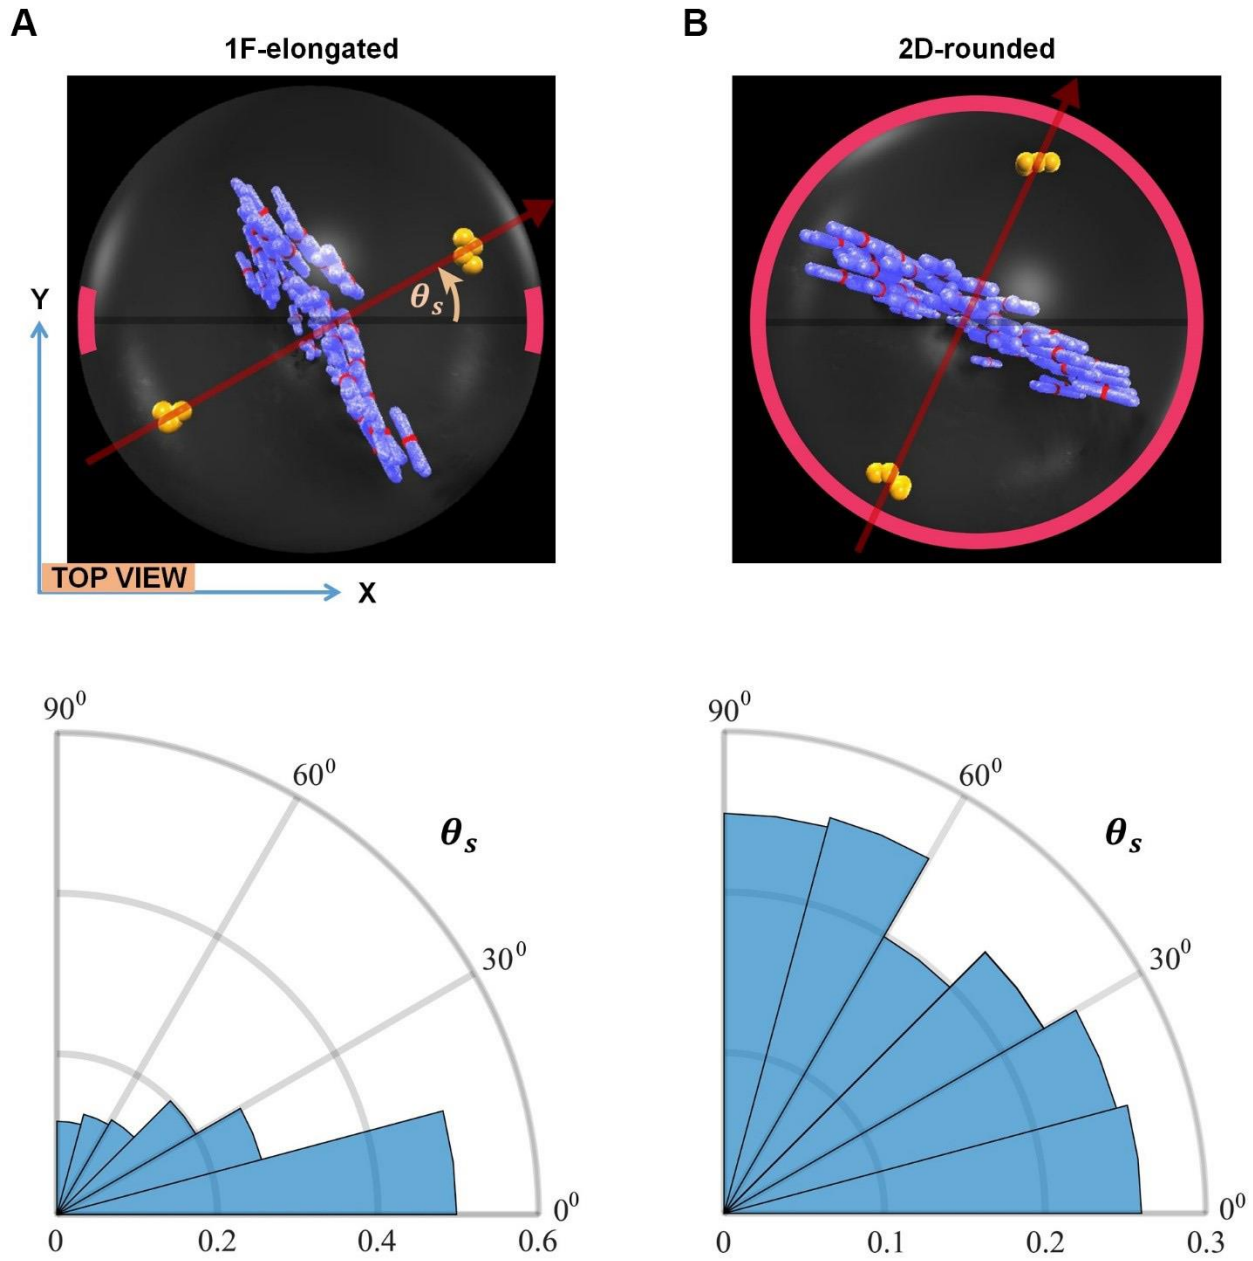 A
1F-elongated
B
2D-rounded
θs
Y
TOP VIEW
X
90⁰
60⁰
θs
30⁰
0⁰
0 0.2 0.4 0.6
90⁰
60⁰
θs
30⁰
0⁰
0 0.1 0.2 0.3